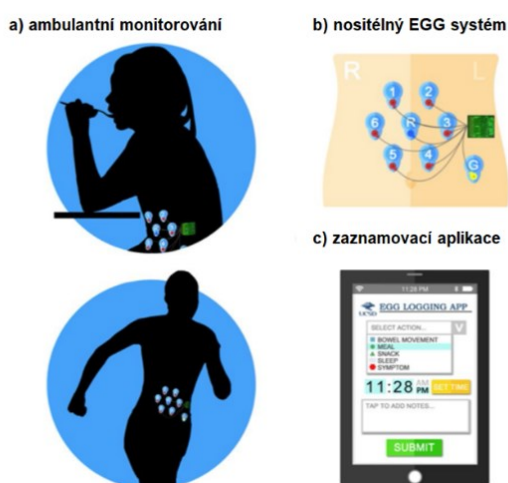 a) ambulantní monitorování
b) nositélný EGG systém
R L
1 2
6 R 3
5 4
G
c) zaznamovací aplikace
11:28 PM
UCSD EGG LOGGING APP
SELECT ACTION... V
BOWEL MOVEMENT
MEAL
SNACK
SLEEP
SYMPTOM
11:28 AM PM SET TIME
TAP TO ADD NOTES...
SUBMIT